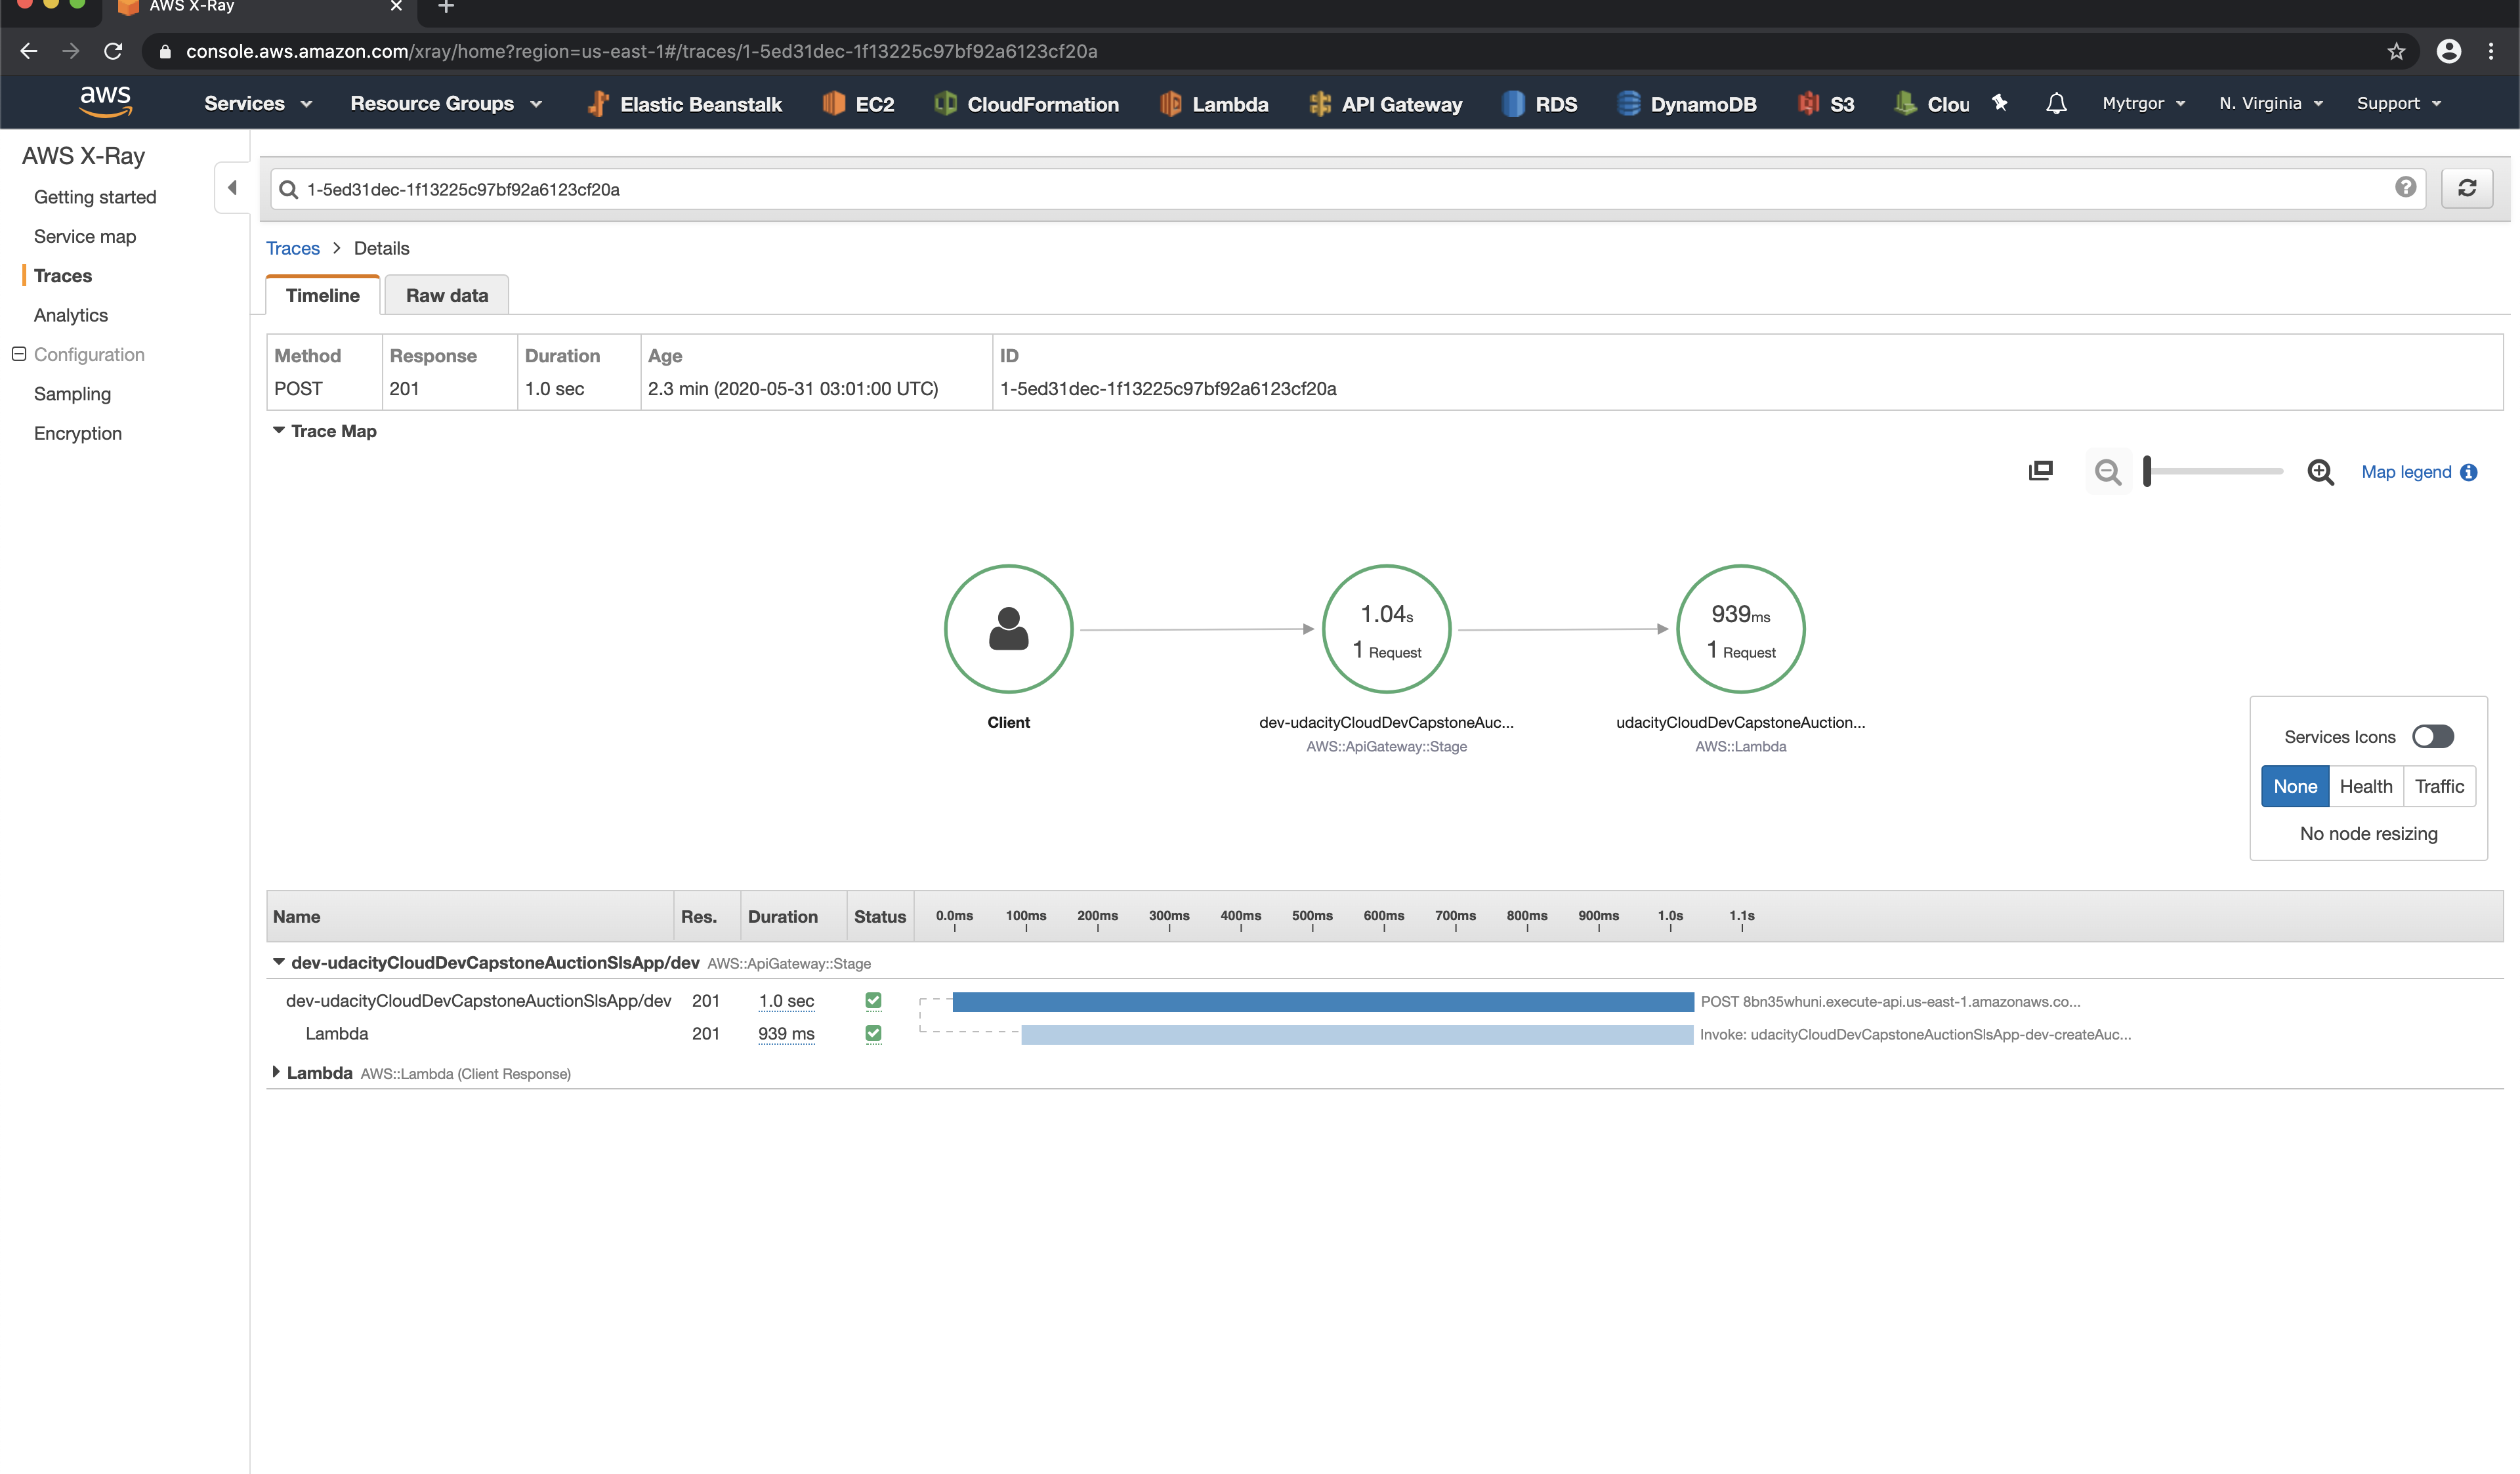 AWS X-Ray
console.aws.amazon.com/xray/home?region=us-east-1#/traces/1-5ed31dec-1f13225c97bf92a6123cf20a
aws Services Resource Groups Elastic Beanstalk EC2 CloudFormation Lambda API Gateway RDS DynamoDB S3 Clou Mytrgor N. Virginia Support
AWS X-Ray
Getting started
Service map
Traces
Analytics
Configuration
Sampling
Encryption
1-5ed31dec-1f13225c97bf92a6123cf20a
Traces > Details
Timeline Raw data
Method Response Duration Age ID
POST 201 1.0 sec 2.3 min (2020-05-31 03:01:00 UTC) 1-5ed31dec-1f13225c97bf92a6123cf20a
Trace Map
Map legend
1.04s 939ms
1 Request 1 Request
Client dev-udacityCloudDevCapstoneAuc... udacityCloudDevCapstoneAuction...
AWS::ApiGateway::Stage AWS::Lambda
Services Icons
None Health Traffic
No node resizing
Name Res. Duration Status 0.0ms 100ms 200ms 300ms 400ms 500ms 600ms 700ms 800ms 900ms 1.0s 1.1s
dev-udacityCloudDevCapstoneAuctionSlsApp/dev AWS::ApiGateway::Stage
dev-udacityCloudDevCapstoneAuctionSlsApp/dev 201 1.0 sec POST 8bn35whuni.execute-api.us-east-1.amazonaws.co...
Lambda 201 939 ms Invoke: udacityCloudDevCapstoneAuctionSlsApp-dev-createAuc...
Lambda AWS::Lambda (Client Response)